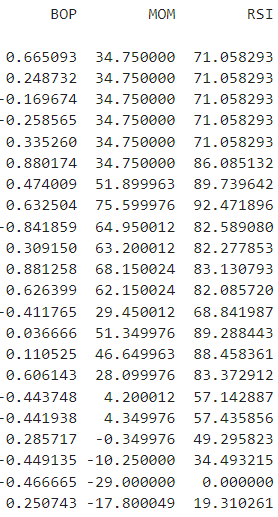 BOP MOM RSI
0.665093 34.750000 71.058293
0.248732 34.750000 71.058293
-0.169674 34.750000 71.058293
-0.258565 34.750000 71.058293
0.335260 34.750000 71.058293
0.880174 34.750000 86.085132
0.474009 51.899963 89.739642
0.632504 75.599976 92.471896
-0.841859 64.950012 82.589080
0.309150 63.200012 82.277853
0.881258 68.150024 83.130793
0.626399 62.150024 82.085720
-0.411765 29.450012 68.841987
0.036666 51.349976 89.288443
0.110525 46.649963 88.458361
0.606143 28.099976 83.372912
-0.443748 4.200012 57.142887
-0.441938 4.349976 57.435856
0.285717 -0.349976 49.295823
-0.449135 -10.250000 34.493215
-0.466665 -29.000000 0.000000
0.250743 -17.800049 19.310261